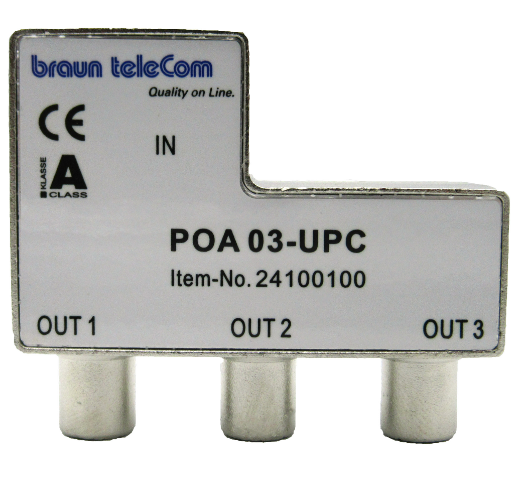 braun teleCom
Quality on Line.
CE
IN
KLASSE
A
CLASS
POA 03-UPC
Item-No. 24100100
OUT 1
OUT 2
OUT 3